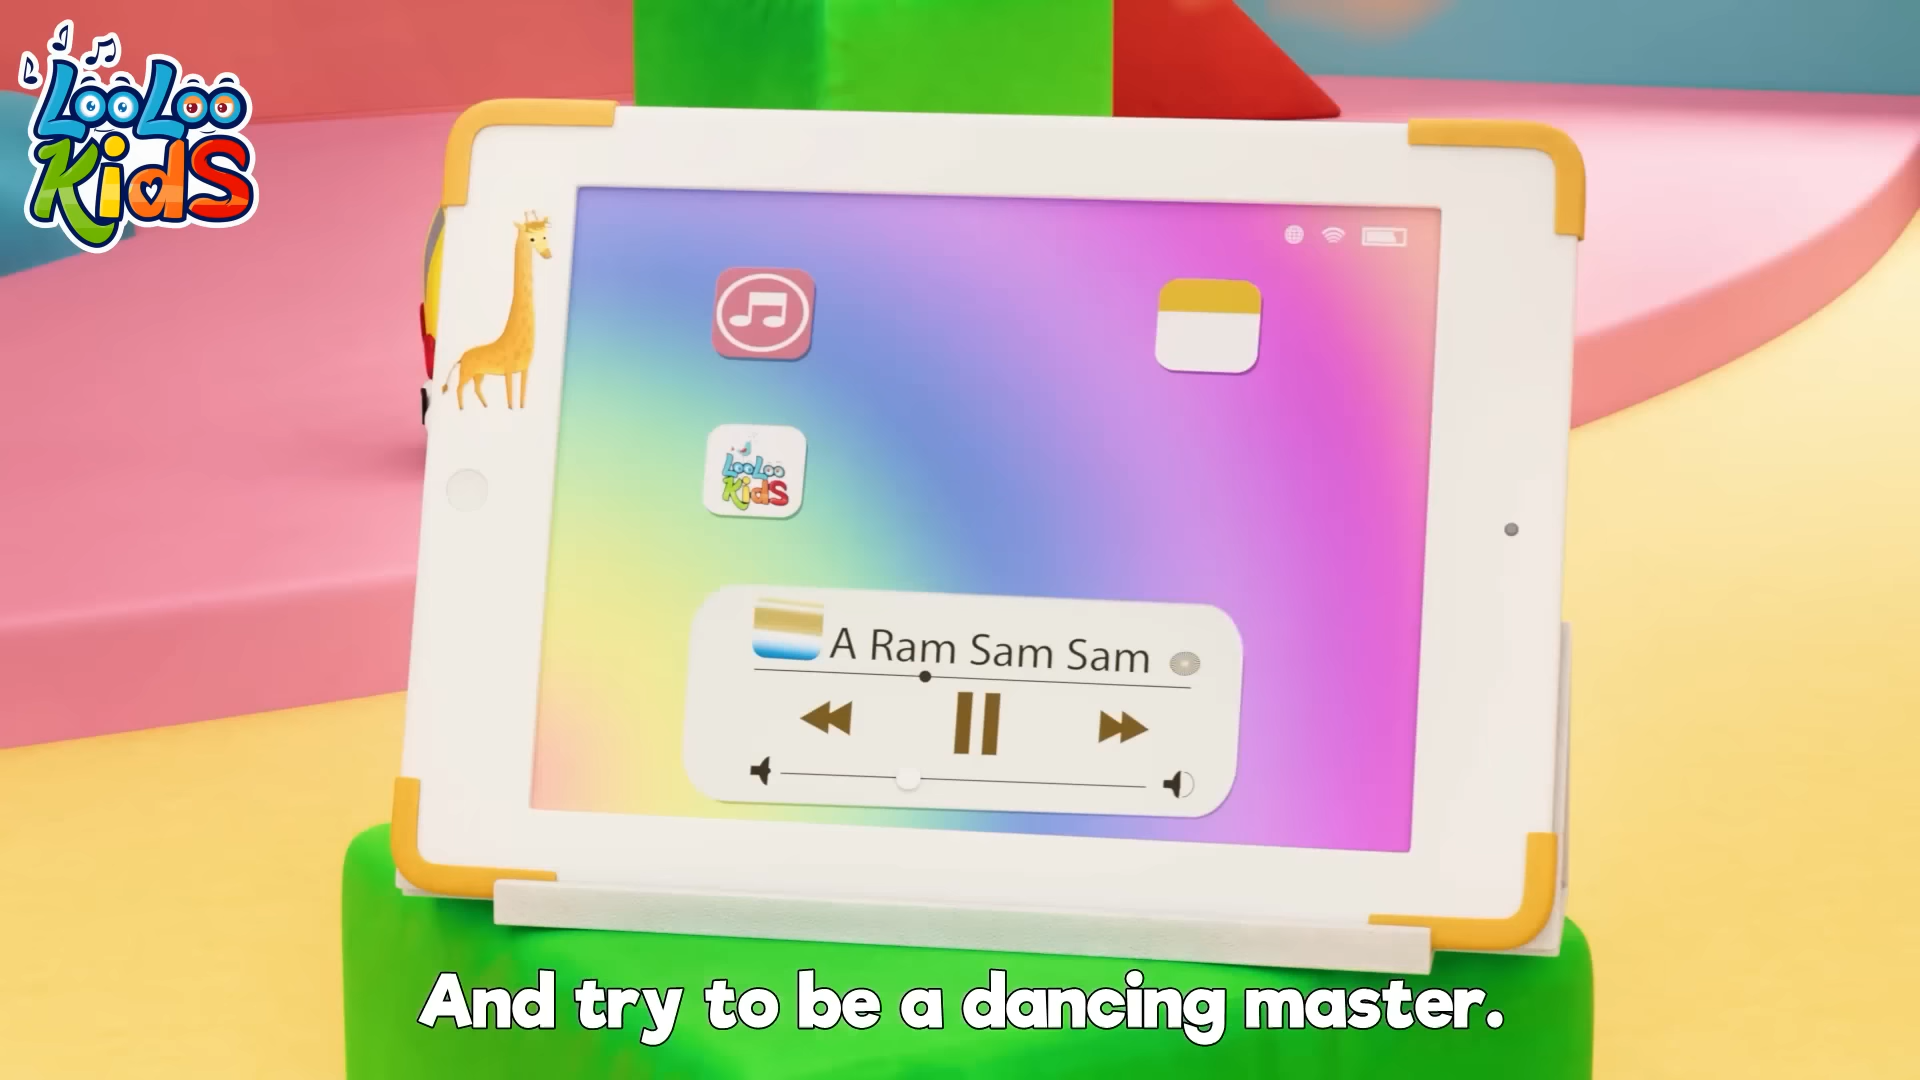 LooLoo
Kids
LooLoo
Kids
A Ram Sam Sam
And try to be a dancing master.